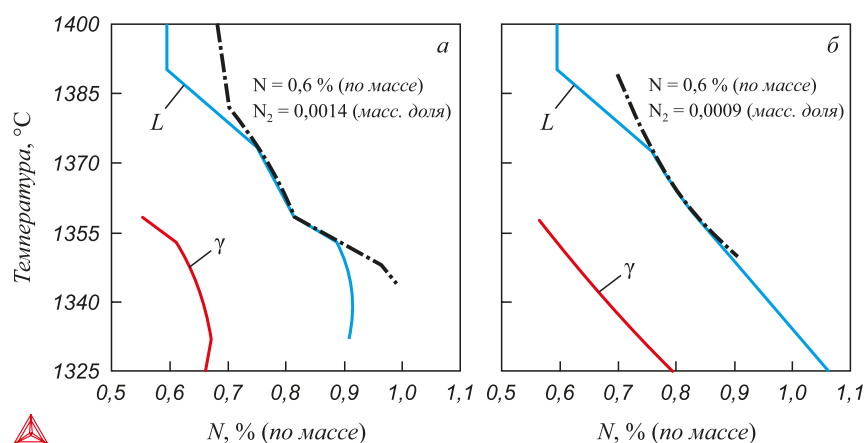 1400
1385
1370
1355
1340
1325
Температура, °C
а
N = 0,6 % (по массе)
N₂ = 0,0014 (масс. доля)
L
γ
0,5 0,6 0,7 0,8 0,9 1,0 1,1
N, % (по массе)
б
N = 0,6 % (по массе)
N₂ = 0,0009 (масс. доля)
L
γ
0,5 0,6 0,7 0,8 0,9 1,0 1,1
N, % (по массе)